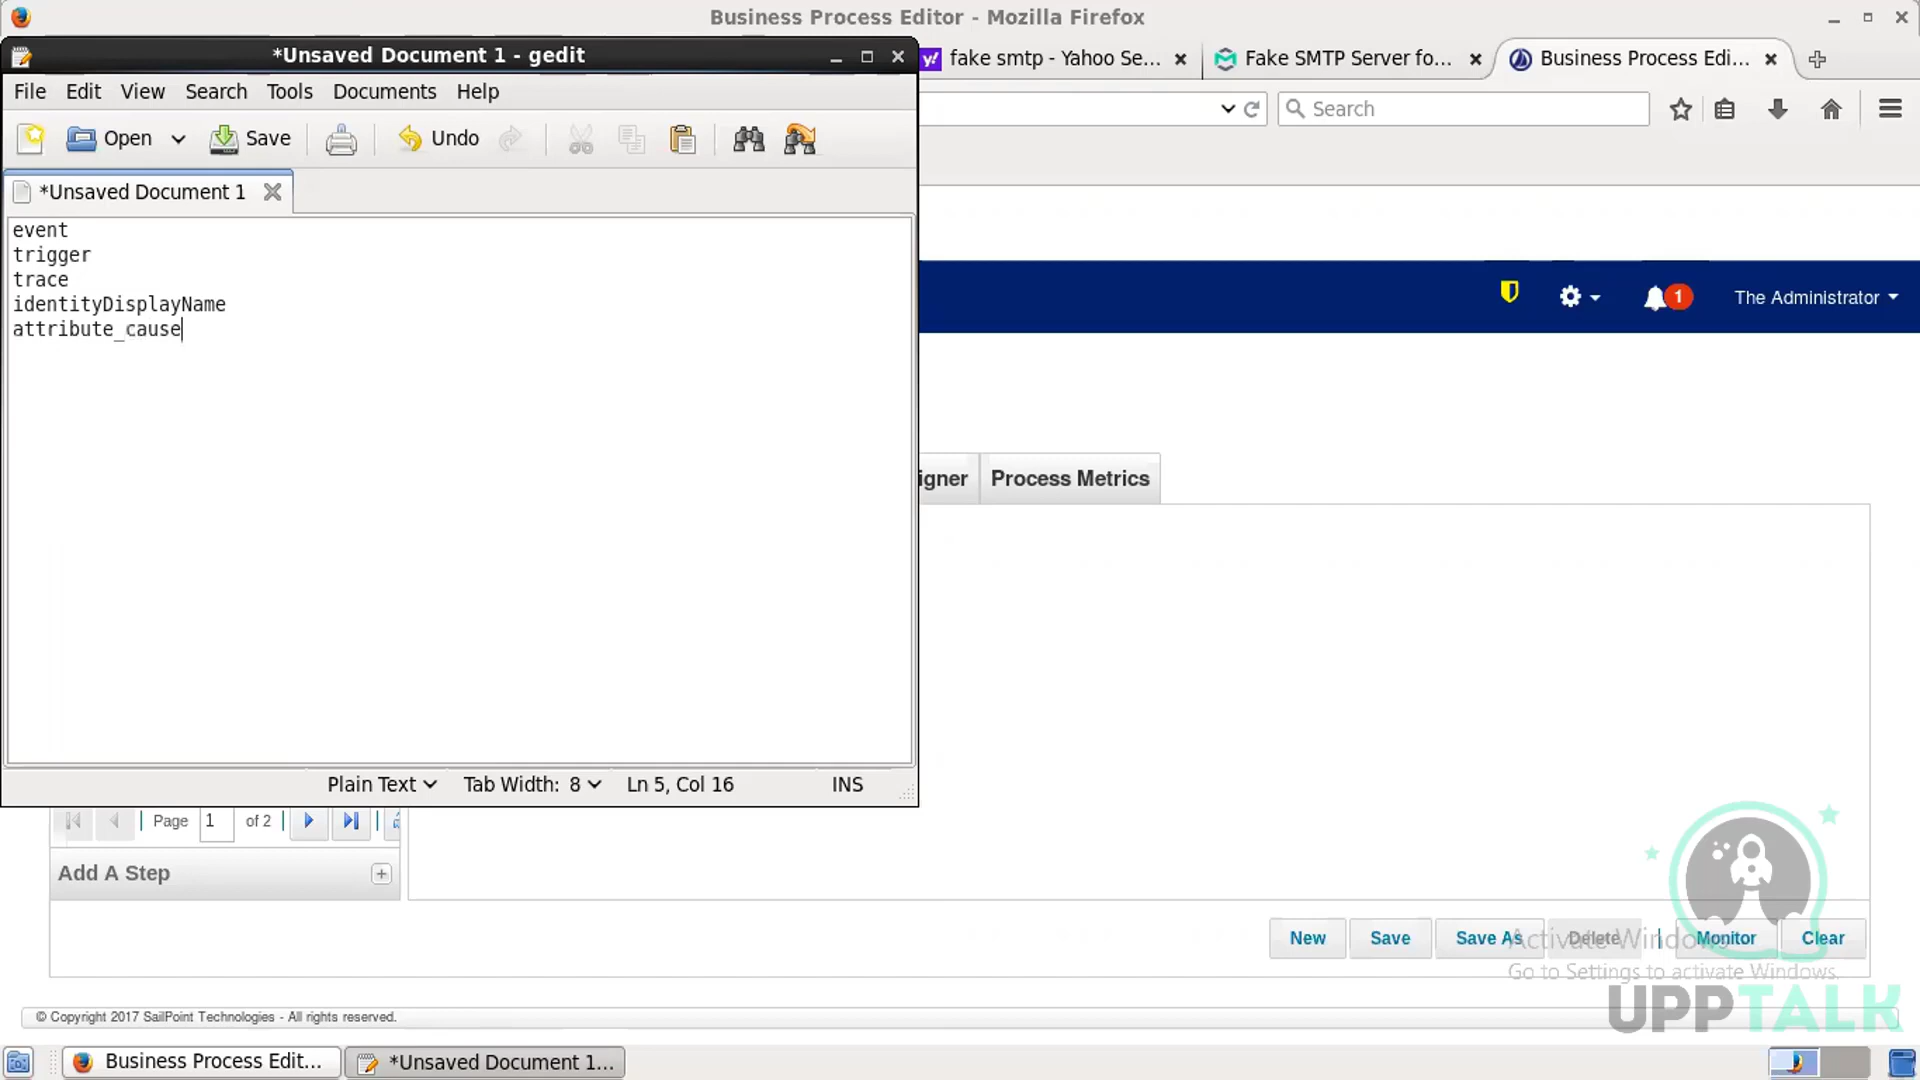 Business Process Editor - Mozilla Firefox
*Unsaved Document 1 - gedit
fake smtp - Yahoo Se...
Fake SMTP Server fo...
Business Process Edi...
File Edit View Search Tools Documents Help
Search
Open Save Undo
*Unsaved Document 1
event
trigger
trace
identityDisplayName
attribute_cause
1
The Administrator
igner
Process Metrics
Plain Text Tab Width: 8 Ln 5, Col 16 INS
Page 1 of 2
Add A Step
New Save Save As Delete Monitor Clear
Activate Windows
Go to Settings to activate Windows.
UPPTALK
© Copyright 2017 SailPoint Technologies - All rights reserved.
Business Process Edit...
*Unsaved Document 1...